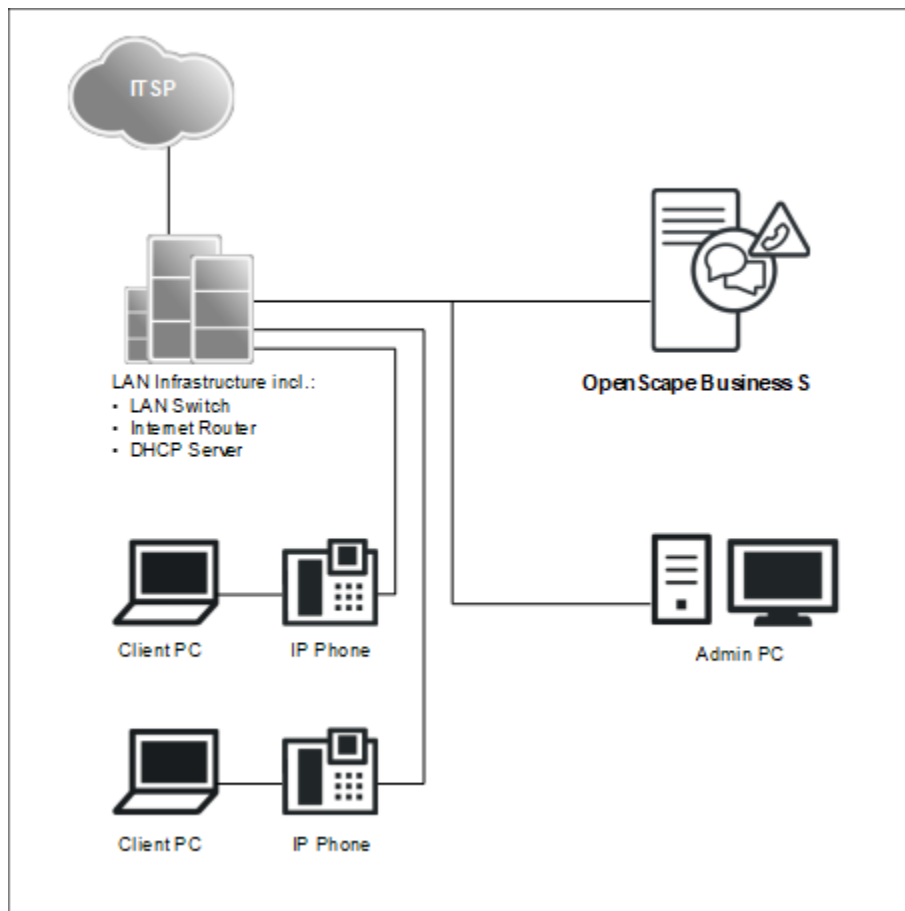 ITSP
LAN Infrastructure incl.:
• LAN Switch
• Internet Router
• DHCP Server
OpenScape Business S
Client PC
IP Phone
Admin PC
Client PC
IP Phone